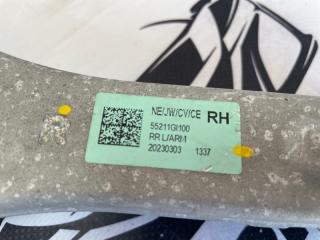 NE/JW/CV/CE RH
55211GI100
RR L/ARM
20230303 1337